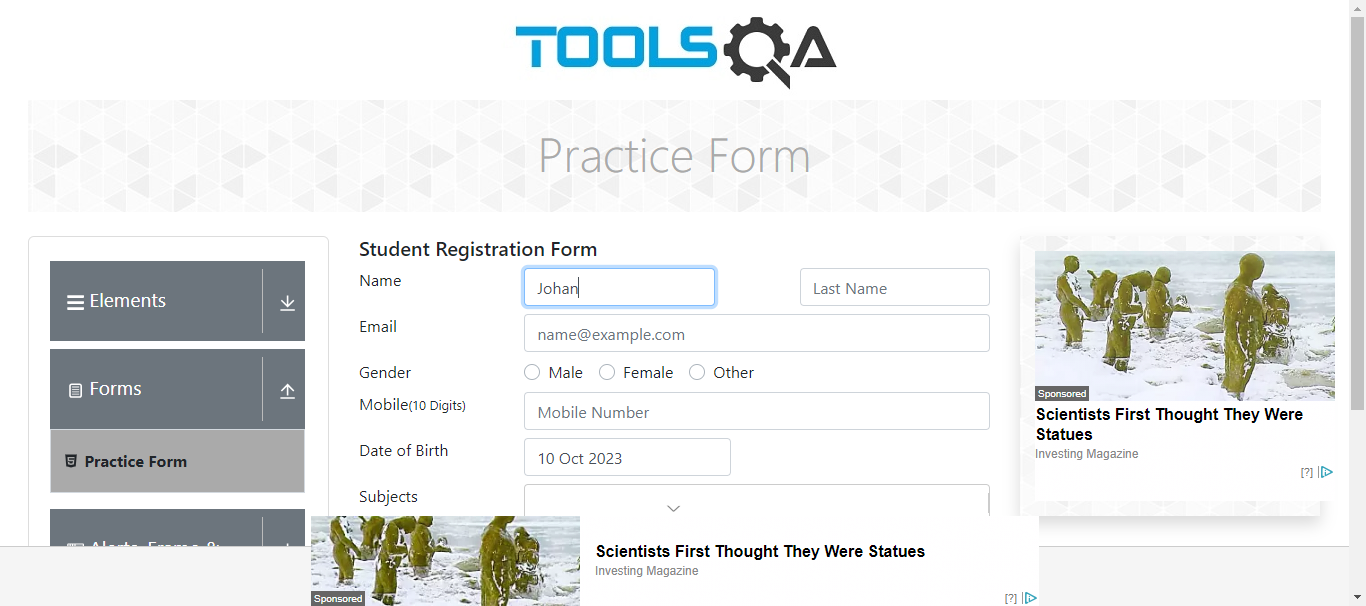 TOOLSQA
Practice Form
Elements
Forms
Practice Form
Student Registration Form
Name
Johan
Last Name
Email
name@example.com
Gender
Male
Female
Other
Mobile(10 Digits)
Mobile Number
Date of Birth
10 Oct 2023
Subjects
Sponsored
Scientists First Thought They Were
Statues
Investing Magazine
[?]
Sponsored
Scientists First Thought They Were Statues
Investing Magazine
[?]